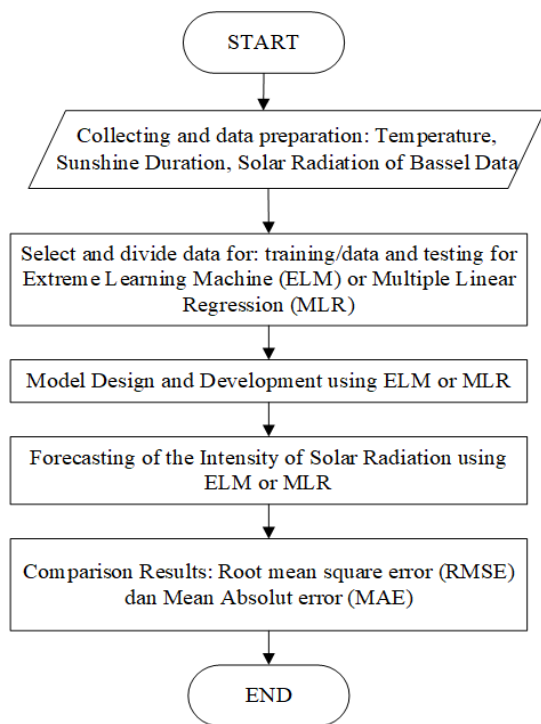 START
Collecting and data preparation: Temperature,
Sunshine Duration, Solar Radiation of Bassel Data
Select and divide data for: training/data and testing for
Extreme Learning Machine (ELM) or Multiple Linear
Regression (MLR)
Model Design and Development using ELM or MLR
Forecasting of the Intensity of Solar Radiation using
ELM or MLR
Comparison Results: Root mean square error (RMSE)
dan Mean Absolut error (MAE)
END